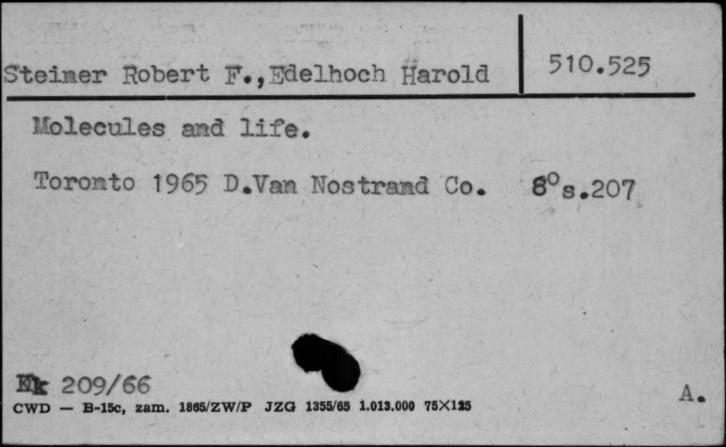 Steiner Robert F., Edelhoch Harold 510.525
Molecules and life.
Toronto 1965 D.Van Nostrand Co. 8°s.207
Kk 209/66
A.
CWD — B-15c, zam. 1865/ZW/P JZG 1355/65 1.013.000 75X125